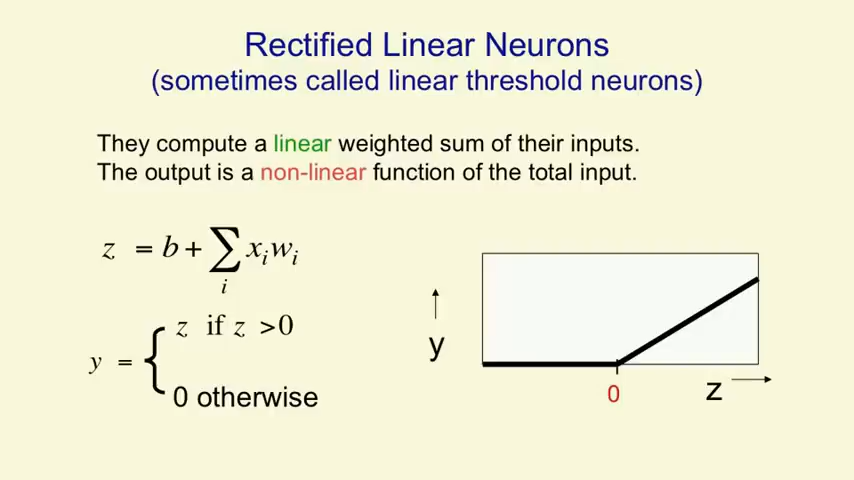 Rectified Linear Neurons
(sometimes called linear threshold neurons)
They compute a linear weighted sum of their inputs.
The output is a non-linear function of the total input.
z = b + ∑ xᵢwᵢ
i
y = { z if z >0
0 otherwise
y
0
z